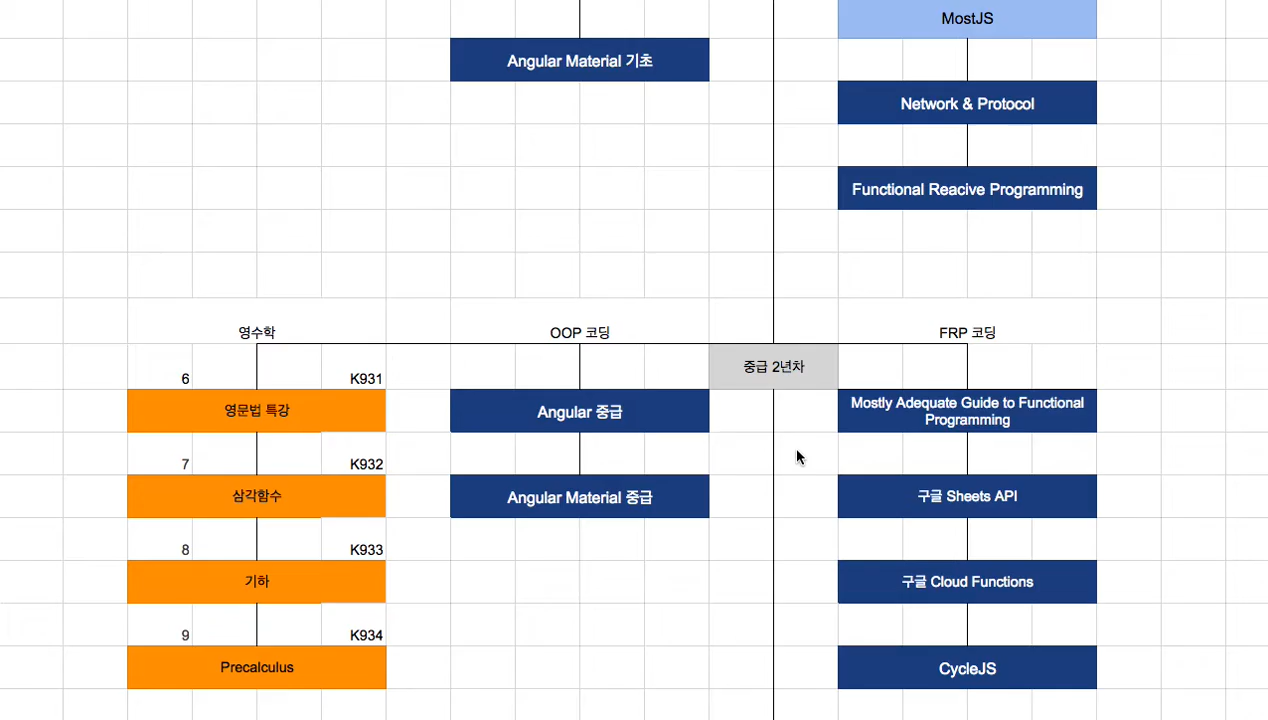 MostJS
Angular Material 기초
Network & Protocol
Functional Reacive Programming
영수학
OOP 코딩
FRP 코딩
중급 2년차
6
K931
영문법 특강
Angular 중급
Mostly Adequate Guide to Functional
Programming
7
K932
삼각함수
Angular Material 중급
구글 Sheets API
8
K933
기하
구글 Cloud Functions
9
K934
Precalculus
CycleJS